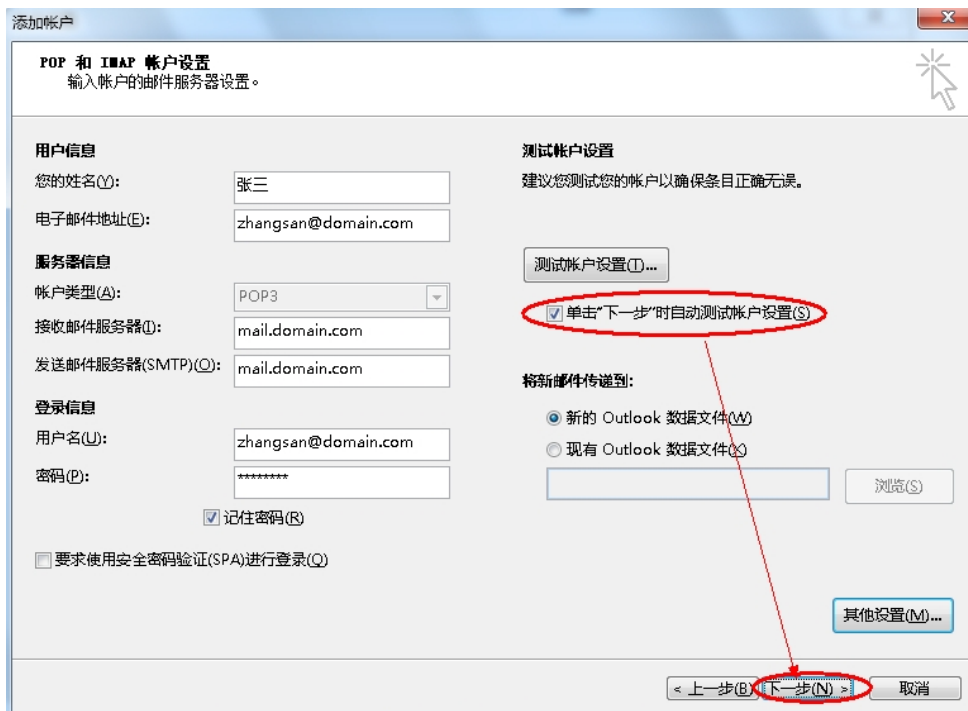 添加帐户
POP 和 IMAP 帐户设置
输入帐户的邮件服务器设置。
用户信息
您的姓名(Y):
张三
电子邮件地址(E):
zhangsan@domain.com
服务器信息
帐户类型(A):
POP3
接收邮件服务器(I):
mail.domain.com
发送邮件服务器(SMTP)(O):
mail.domain.com
登录信息
用户名(U):
zhangsan@domain.com
密码(P):
********
记住密码(R)
要求使用安全密码验证(SPA)进行登录(Q)
测试帐户设置
建议您测试您的帐户以确保条目正确无误。
测试帐户设置(T)...
单击"下一步"时自动测试帐户设置(S)
将新邮件传递到:
新的 Outlook 数据文件(W)
现有 Outlook 数据文件(X)
浏览(S)
其他设置(M)...
< 上一步(B)
下一步(N) >
取消